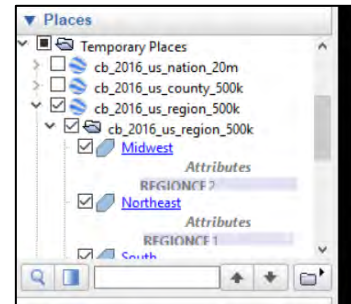 Places
Temporary Places
cb_2016_us_nation_20m
cb_2016_us_county_500k
cb_2016_us_region_500k
cb_2016_us_region_500k
Midwest
Attributes
REGIONCE 2
Northeast
Attributes
REGIONCE 1
South